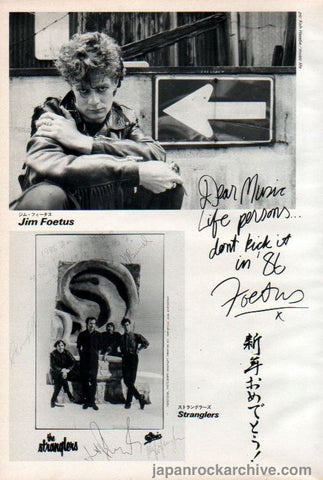 ジム・フィータス
Jim Foetus
Dear Music
Life persons...
dont kick it
in '86
Foetus
x
ストラングラーズ
Stranglers
the
stranglers
Epic
新年おめでとう!
japanrockarchive.com